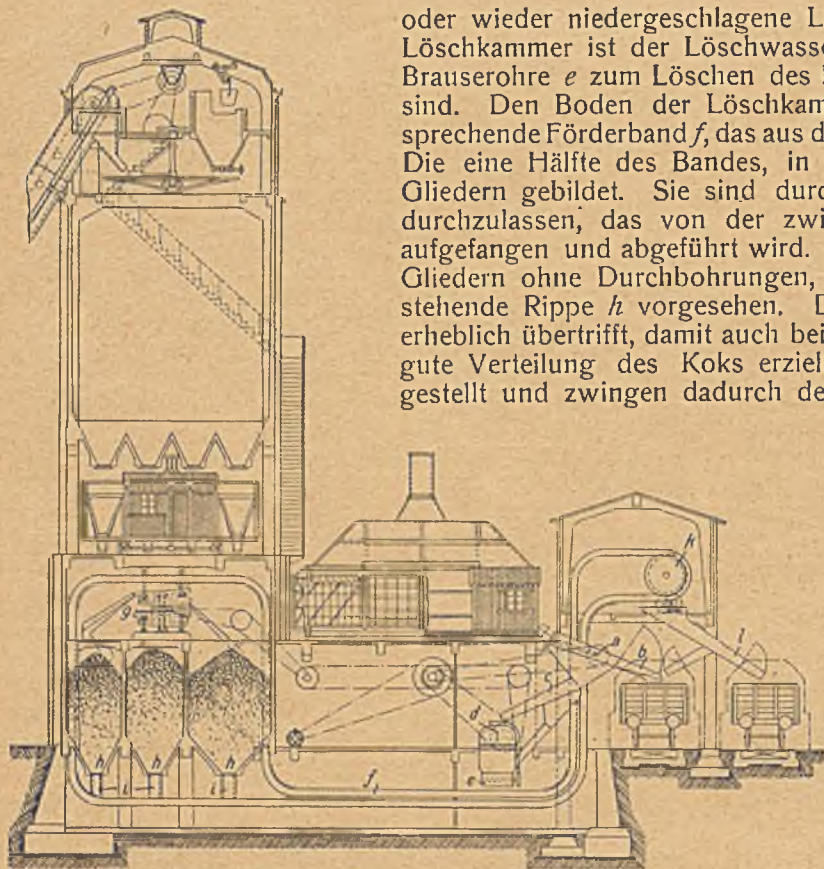 oder wieder niedergeschlagene L
Löschkammer ist der Löschwasse
Brauserohre e zum Löschen des
sind. Den Boden der Löschkam
sprechende Förderband f, das aus d
Die eine Hälfte des Bandes, in
Gliedern gebildet. Sie sind durc
durchzulassen, das von der zwi
aufgefangen und abgeführt wird.
Gliedern ohne Durchbohrungen,
stehende Rippe h vorgesehen. D
erheblich übertrifft, damit auch bei
gute Verteilung des Koks erziel
gestellt und zwingen dadurch de
k
g
a
b
l
c
d
h h h
e
i i
f